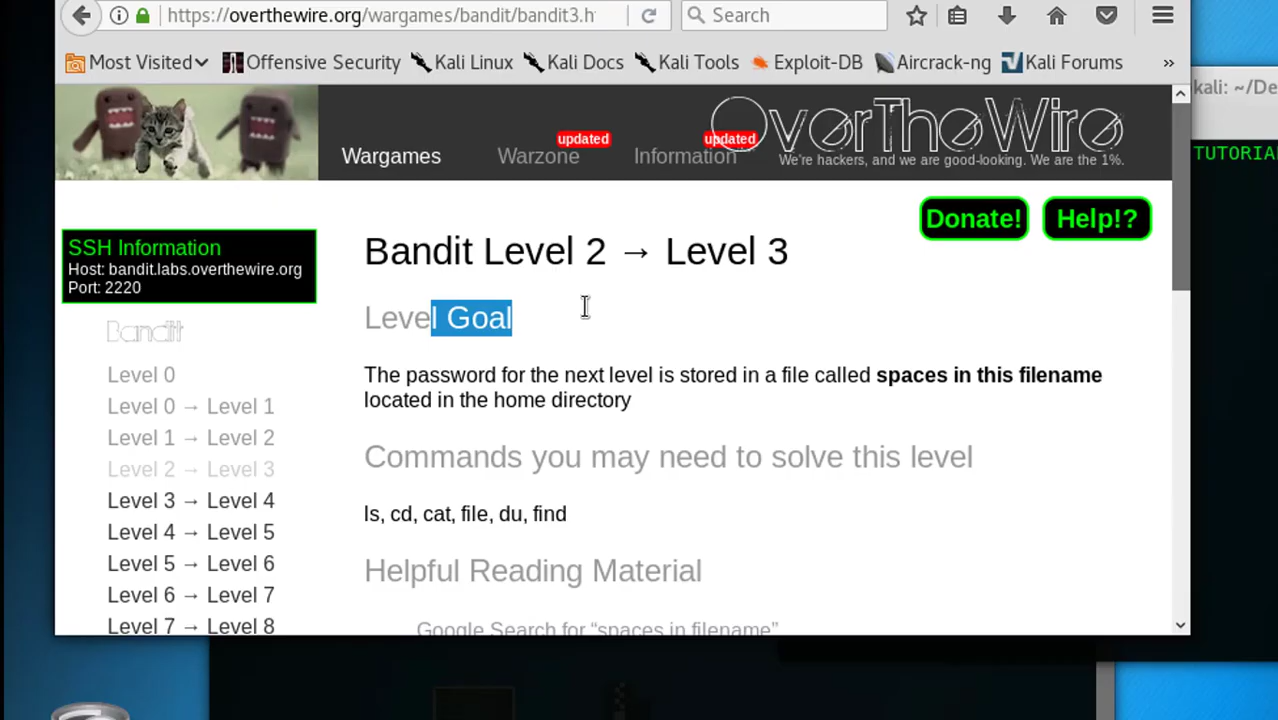 https://overthewire.org/wargames/bandit/bandit3.h
Search
Most Visited
Offensive Security
Kali Linux
Kali Docs
Kali Tools
Exploit-DB
Aircrack-ng
Kali Forums
»
kali: ~/De
TUTORIA
Wargames
Warzone
updated
Information
updated
OverTheWire
We're hackers, and we are good-looking. We are the 1%.
Donate!
Help!?
SSH Information
Host: bandit.labs.overthewire.org
Port: 2220
Bandit
Level 0
Level 0 → Level 1
Level 1 → Level 2
Level 2 → Level 3
Level 3 → Level 4
Level 4 → Level 5
Level 5 → Level 6
Level 6 → Level 7
Level 7 → Level 8
Bandit Level 2 → Level 3
Level Goal
The password for the next level is stored in a file called spaces in this filename
located in the home directory
Commands you may need to solve this level
ls, cd, cat, file, du, find
Helpful Reading Material
Google Search for “spaces in filename”